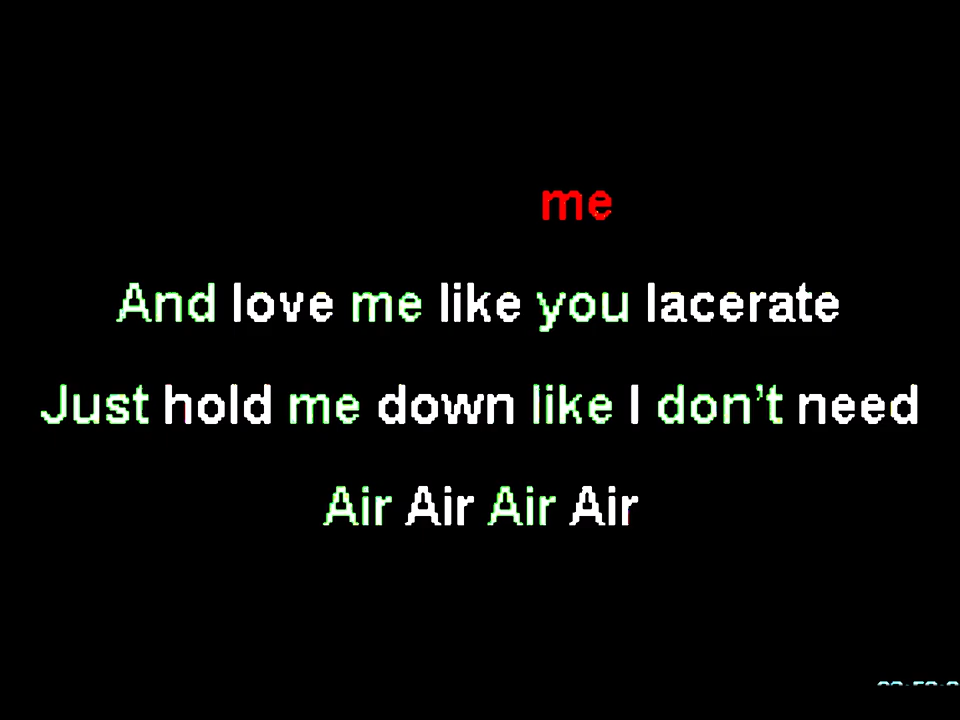 me
And love me like you lacerate
Just hold me down like I don't need
Air Air Air Air